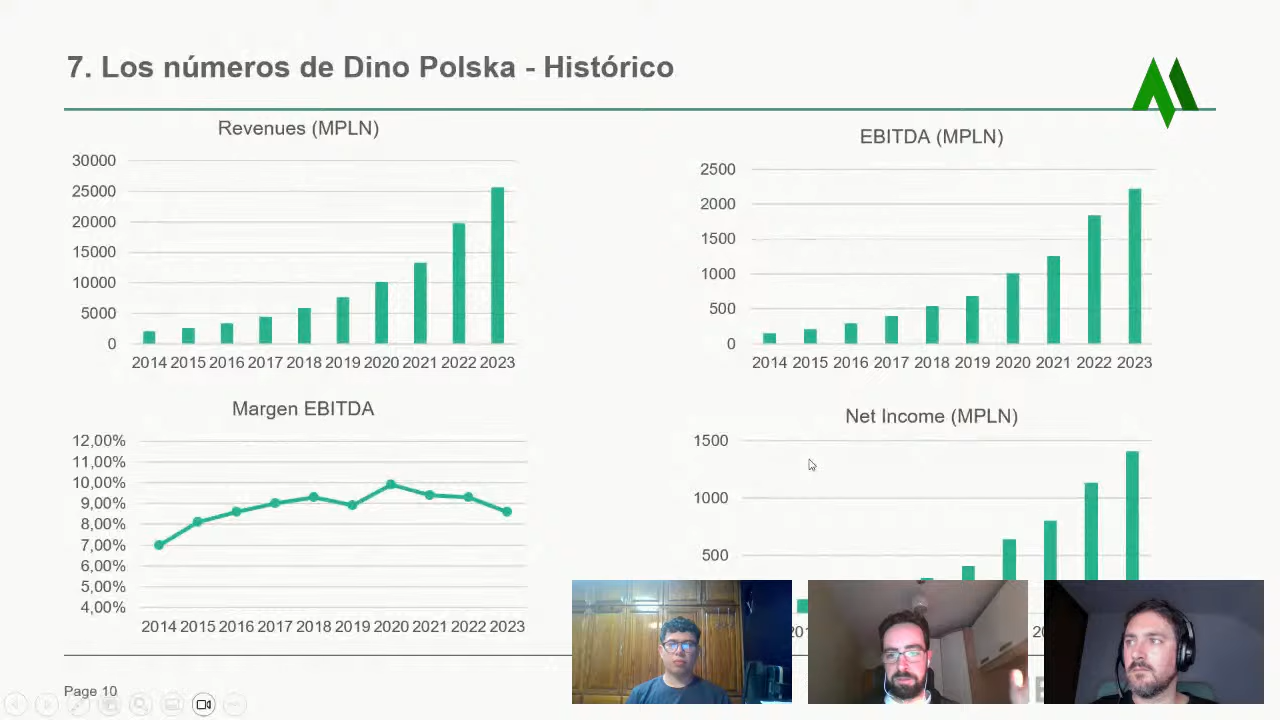 7. Los números de Dino Polska - Histórico
Revenues (MPLN)
30000
25000
20000
15000
10000
5000
0
2014 2015 2016 2017 2018 2019 2020 2021 2022 2023
EBITDA (MPLN)
2500
2000
1500
1000
500
0
2014 2015 2016 2017 2018 2019 2020 2021 2022 2023
Margen EBITDA
12,00%
11,00%
10,00%
9,00%
8,00%
7,00%
6,00%
5,00%
4,00%
2014 2015 2016 2017 2018 2019 2020 2021 2022 2023
Net Income (MPLN)
1500
1000
500
Page 10